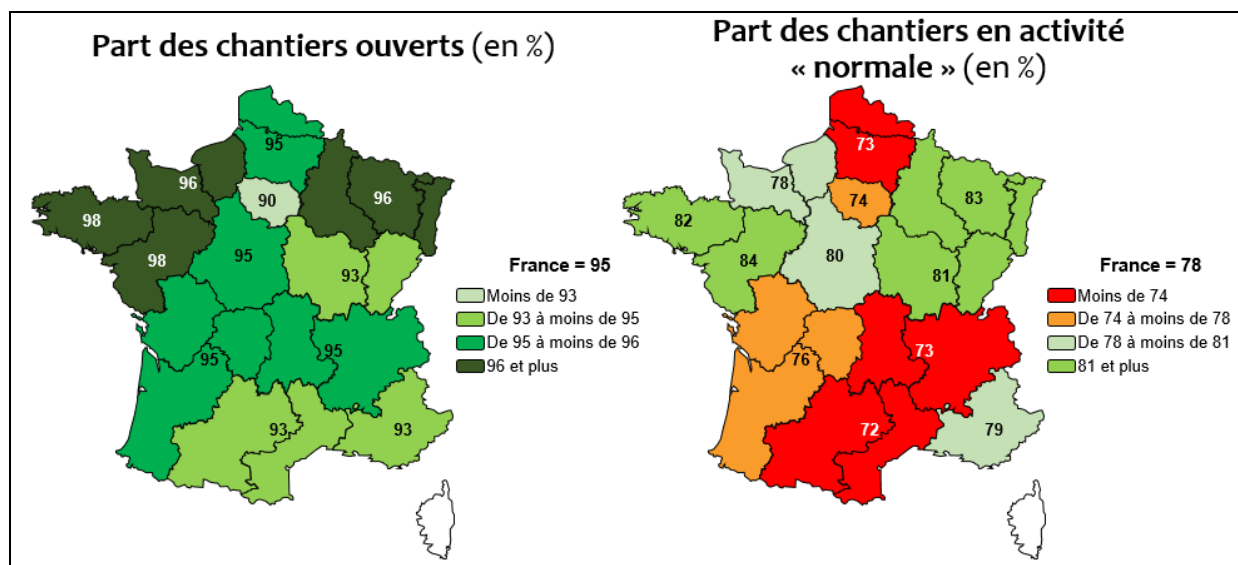 Part des chantiers ouverts (en %)
95
96
90
96
98
98
95
93
95
95
93
93
France = 95
Moins de 93
De 93 à moins de 95
De 95 à moins de 96
96 et plus
Part des chantiers en activité
« normale » (en %)
73
78
74
83
82
84
80
81
76
73
72
79
France = 78
Moins de 74
De 74 à moins de 78
De 78 à moins de 81
81 et plus